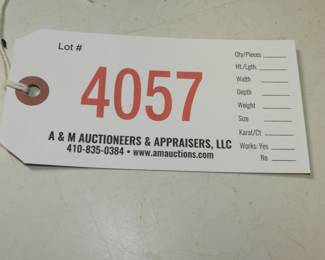 Lot #
4057
A & M AUCTIONEERS & APPRAISERS, LLC
410-835-0384 • www.amauctions.com
Qty/Pieces
Ht./Lgth.
Width
Depth
Weight
Size
Karat/Ct
Works: Yes
No